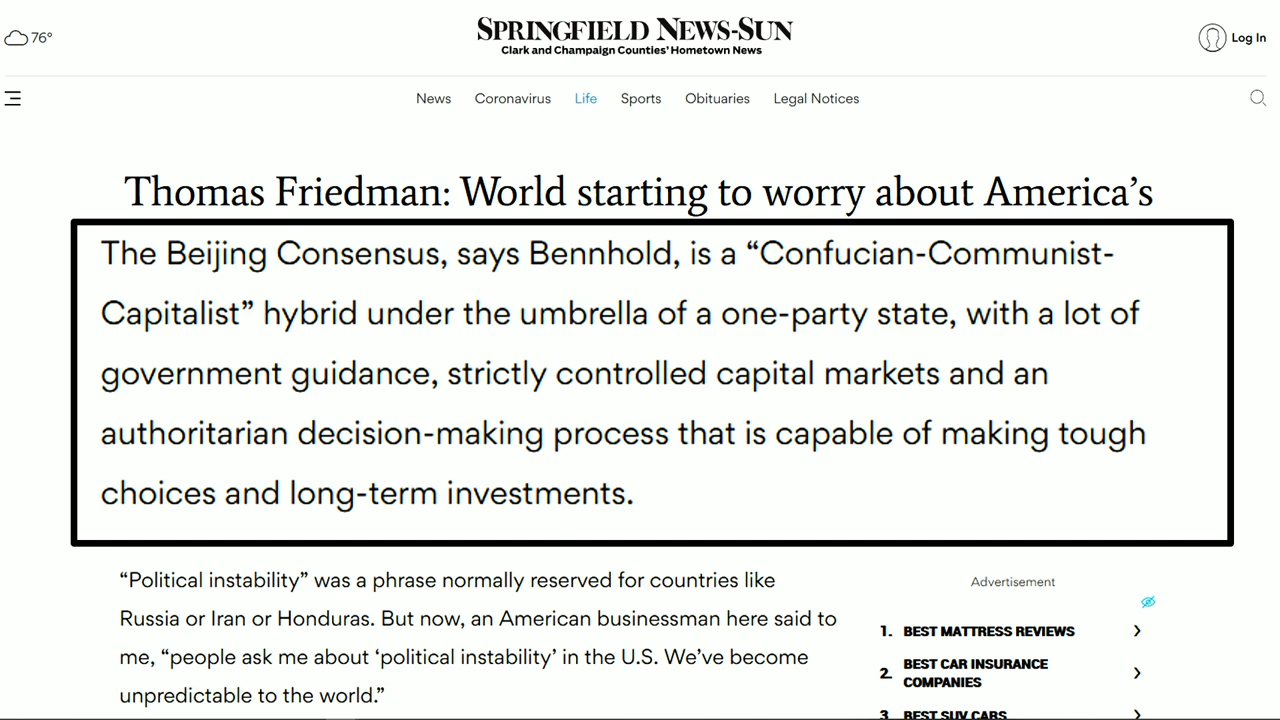 76°
SPRINGFIELD NEWS-SUN
Clark and Champaign Counties' Hometown News
Log In
News Coronavirus Life Sports Obituaries Legal Notices
Thomas Friedman: World starting to worry about America’s
The Beijing Consensus, says Bennhold, is a “Confucian-Communist-
Capitalist” hybrid under the umbrella of a one-party state, with a lot of
government guidance, strictly controlled capital markets and an
authoritarian decision-making process that is capable of making tough
choices and long-term investments.
“Political instability” was a phrase normally reserved for countries like
Russia or Iran or Honduras. But now, an American businessman here said to
me, “people ask me about ‘political instability’ in the U.S. We’ve become
unpredictable to the world.”
Advertisement
1. BEST MATTRESS REVIEWS
2. BEST CAR INSURANCE
COMPANIES
3. BEST SUV CARS